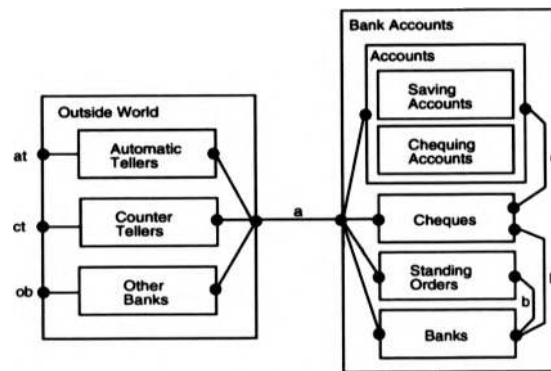 Bank Accounts
Accounts
Saving
Accounts
Chequing
Accounts
Outside World
at
Automatic
Tellers
a
Cheques
ct
Counter
Tellers
Standing
Orders
b
ob
Other
Banks
Banks